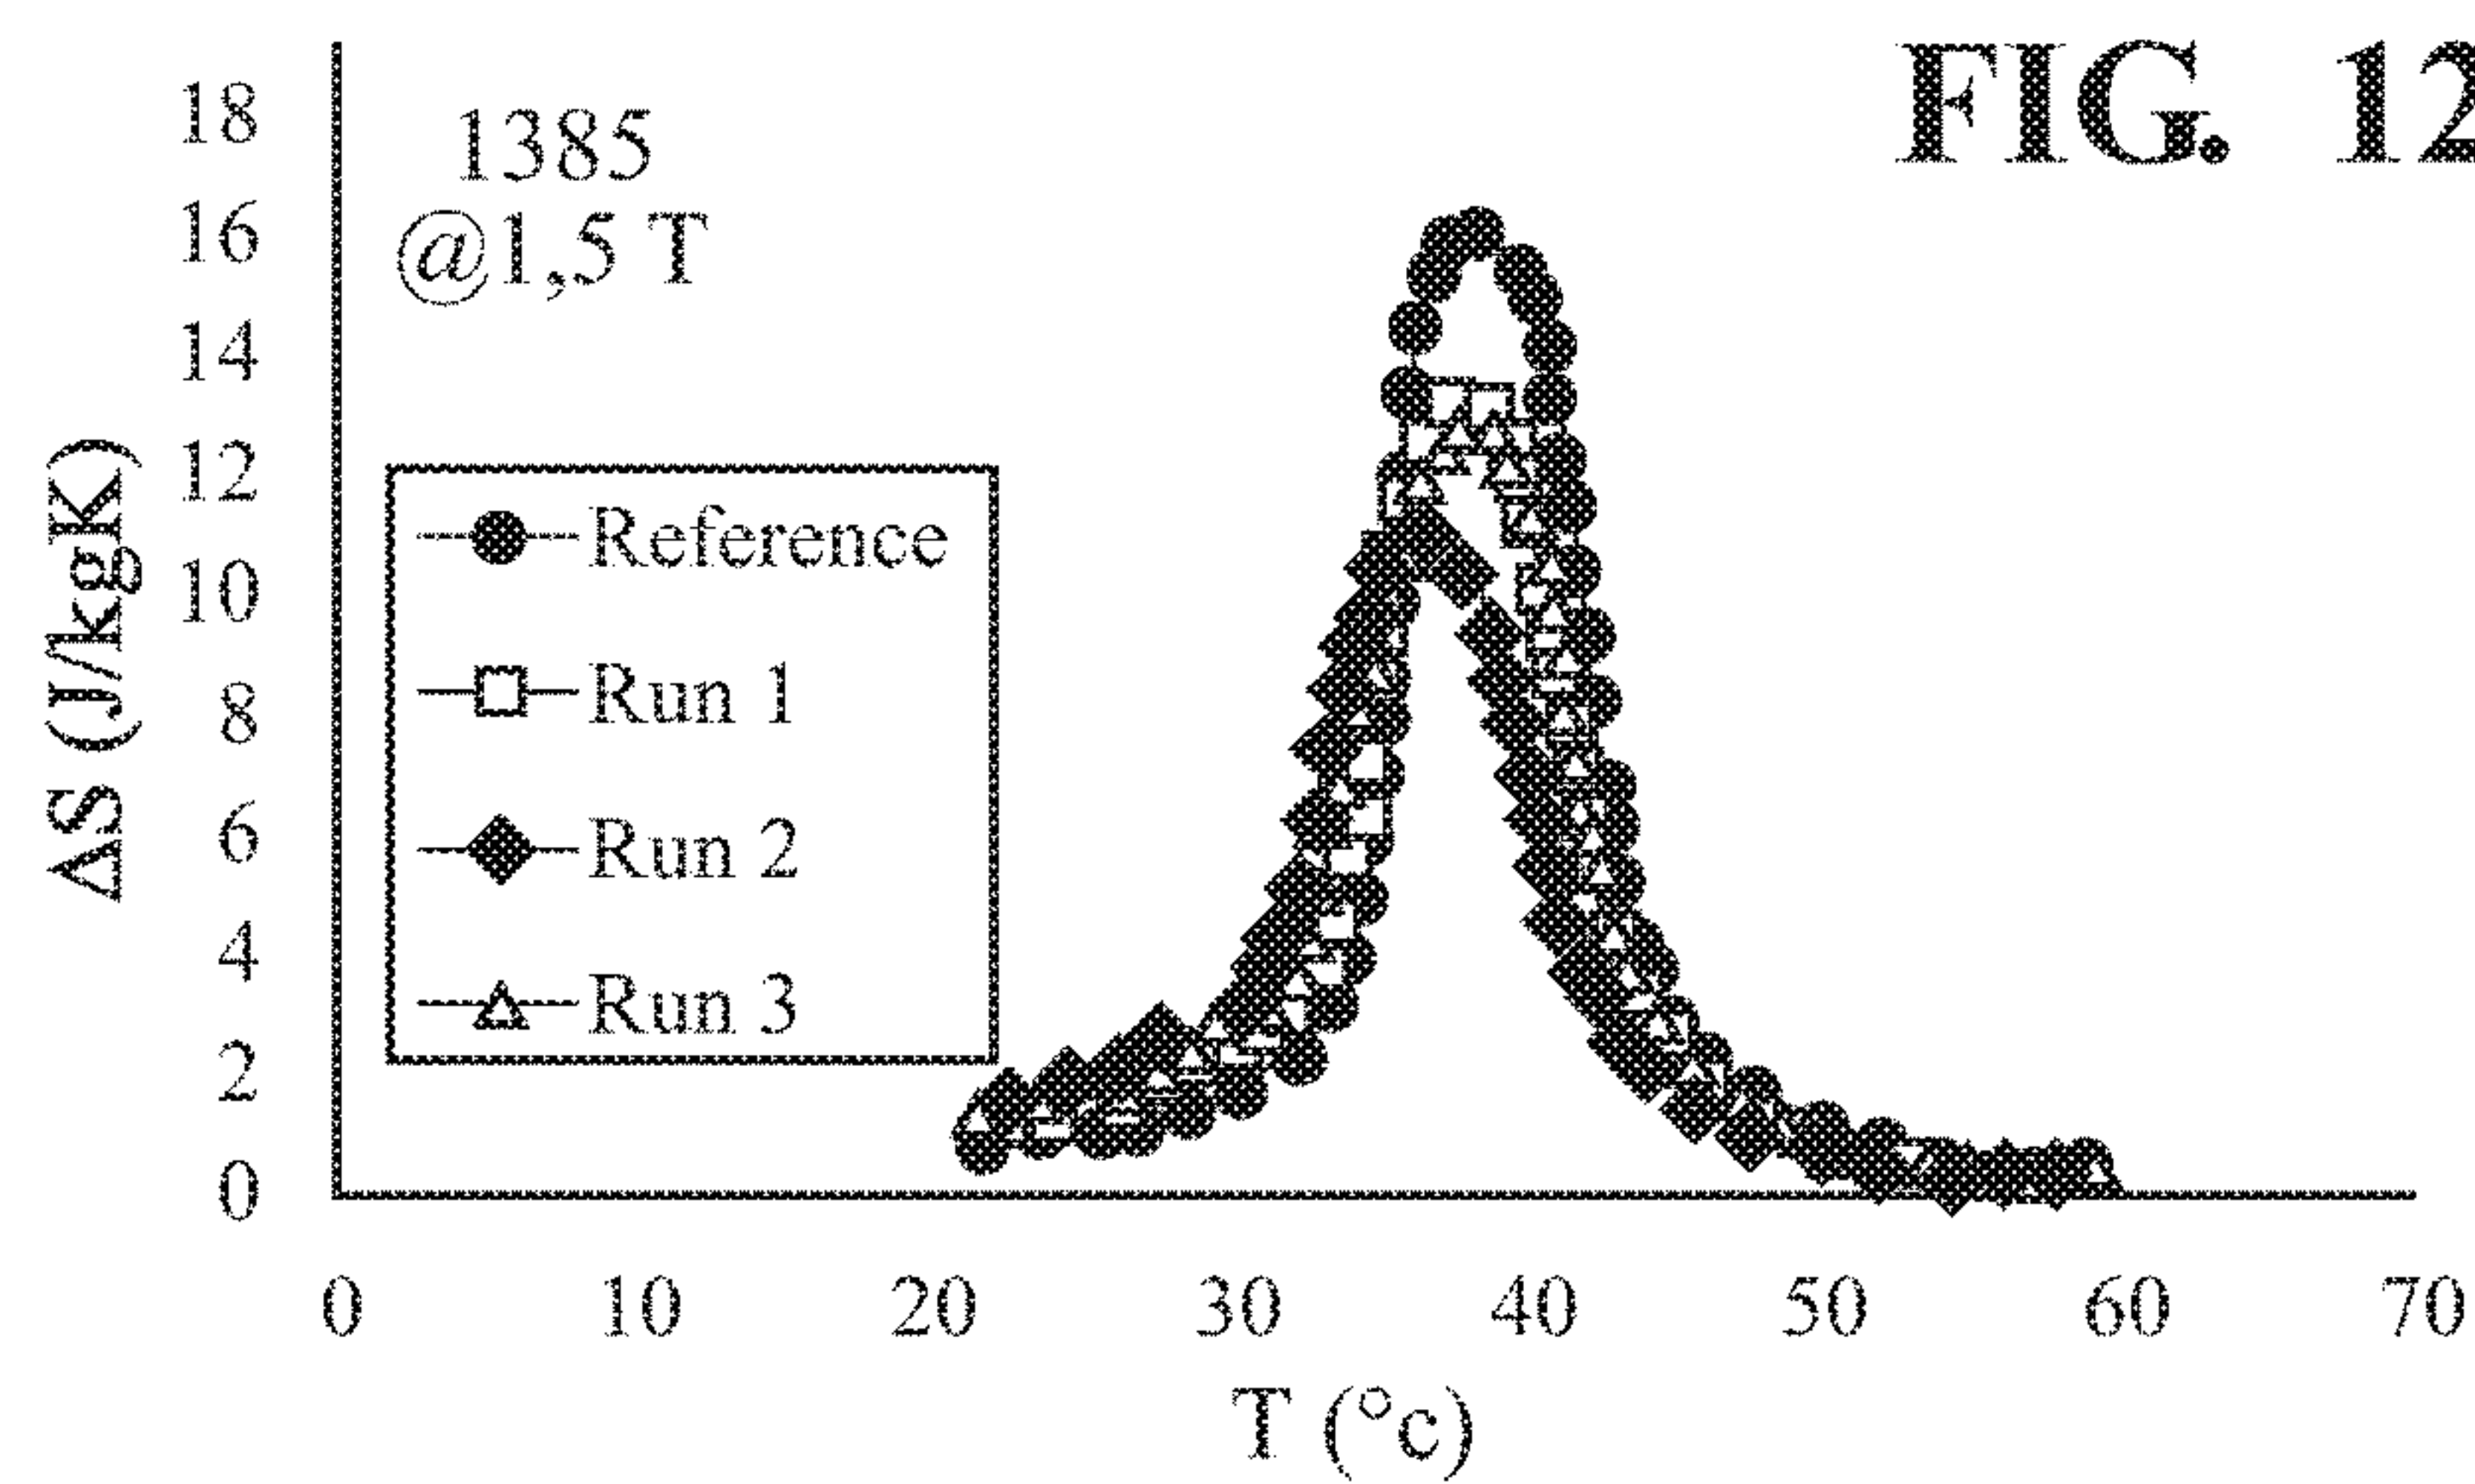 FIG. 12
1385
@1,5 T
ΔS (J/kgK)
18
16
14
12
10
8
6
4
2
0
Reference
Run 1
Run 2
Run 3
0 10 20 30 40 50 60 70
T (°c)